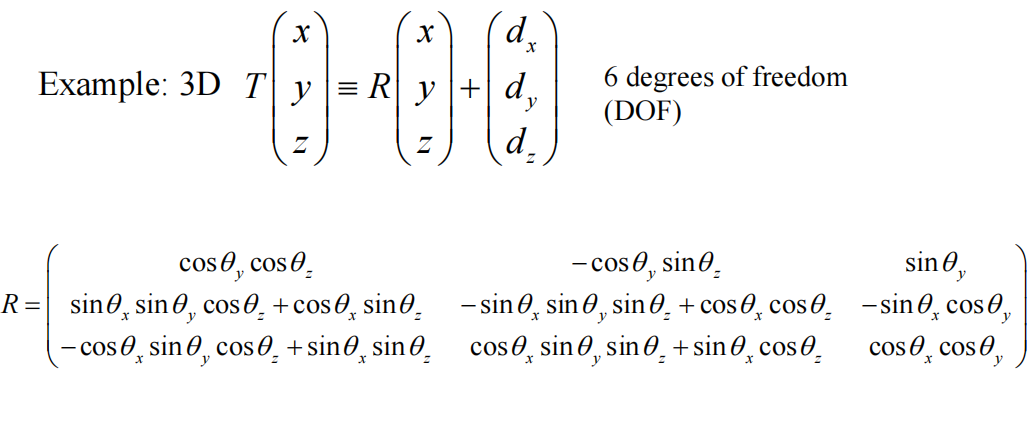 Example: 3D T(x y z) ≡ R(x y z) + (d_x d_y d_z) 6 degrees of freedom
(DOF)
R = ( cosθ_y cosθ_z −cosθ_y sinθ_z sinθ_y
sinθ_x sinθ_y cosθ_z + cosθ_x sinθ_z −sinθ_x sinθ_y sinθ_z + cosθ_x cosθ_z −sinθ_x cosθ_y
−cosθ_x sinθ_y cosθ_z + sinθ_x sinθ_z cosθ_x sinθ_y sinθ_z + sinθ_x cosθ_z cosθ_x cosθ_y )